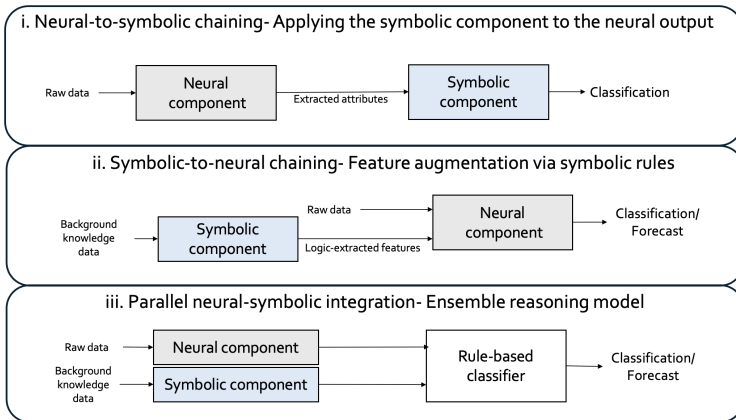 i. Neural-to-symbolic chaining- Applying the symbolic component to the neural output
Raw data
Neural
component
Extracted attributes
Symbolic
component
Classification
ii. Symbolic-to-neural chaining- Feature augmentation via symbolic rules
Background
knowledge
data
Symbolic
component
Raw data
Logic-extracted features
Neural
component
Classification/
Forecast
iii. Parallel neural-symbolic integration- Ensemble reasoning model
Raw data
Neural component
Background
knowledge
data
Symbolic component
Rule-based
classifier
Classification/
Forecast